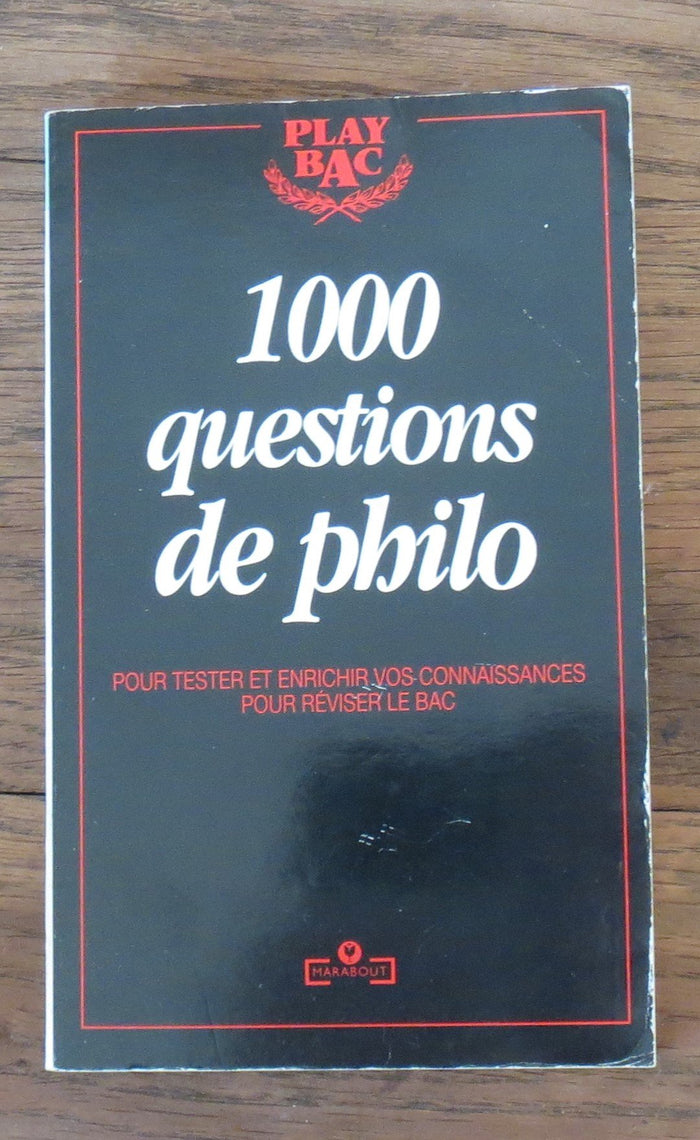 PLAY
BAC
1000
questions
de philo
POUR TESTER ET ENRICHIR VOS CONNAISSANCES
POUR RÉVISER LE BAC
MARABOUT